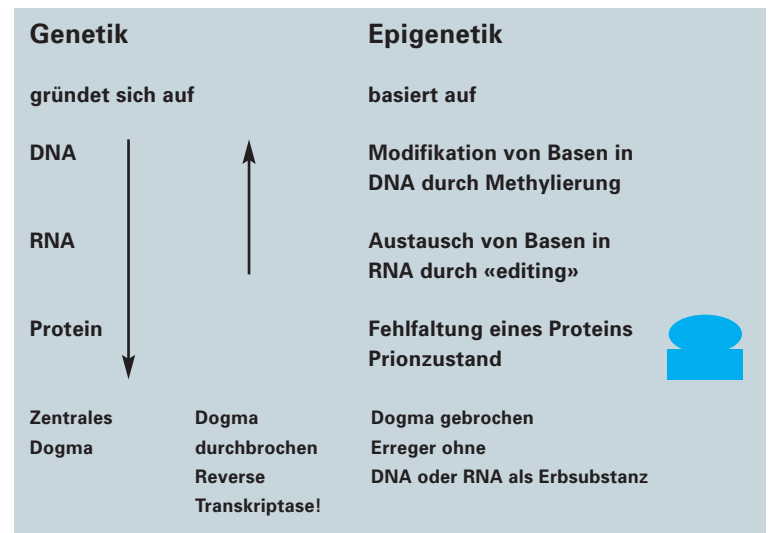 Genetik
Epigenetik
gründet sich auf
basiert auf
DNA
Modifikation von Basen in
DNA durch Methylierung
RNA
Austausch von Basen in
RNA durch «editing»
Protein
Fehlfaltung eines Proteins
Prionzustand
Zentrales
Dogma
Dogma
durchbrochen
Reverse
Transkriptase!
Dogma gebrochen
Erreger ohne
DNA oder RNA als Erbsubstanz